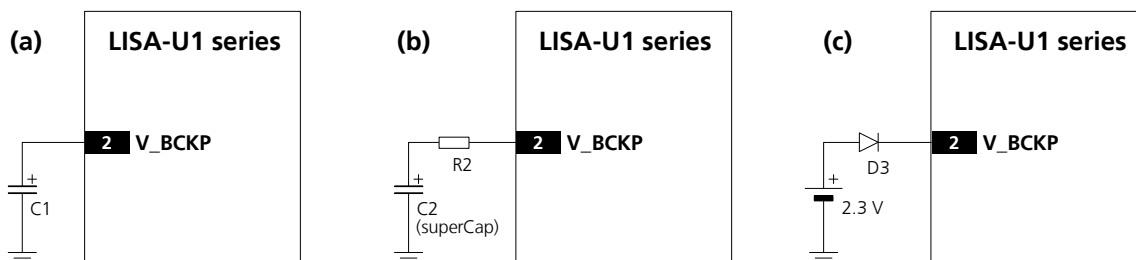 (a)
LISA-U1 series
2 V_BCKP
+
C1
(b)
LISA-U1 series
2 V_BCKP
R2
+
C2
(superCap)
(c)
LISA-U1 series
2 V_BCKP
D3
+
2.3 V